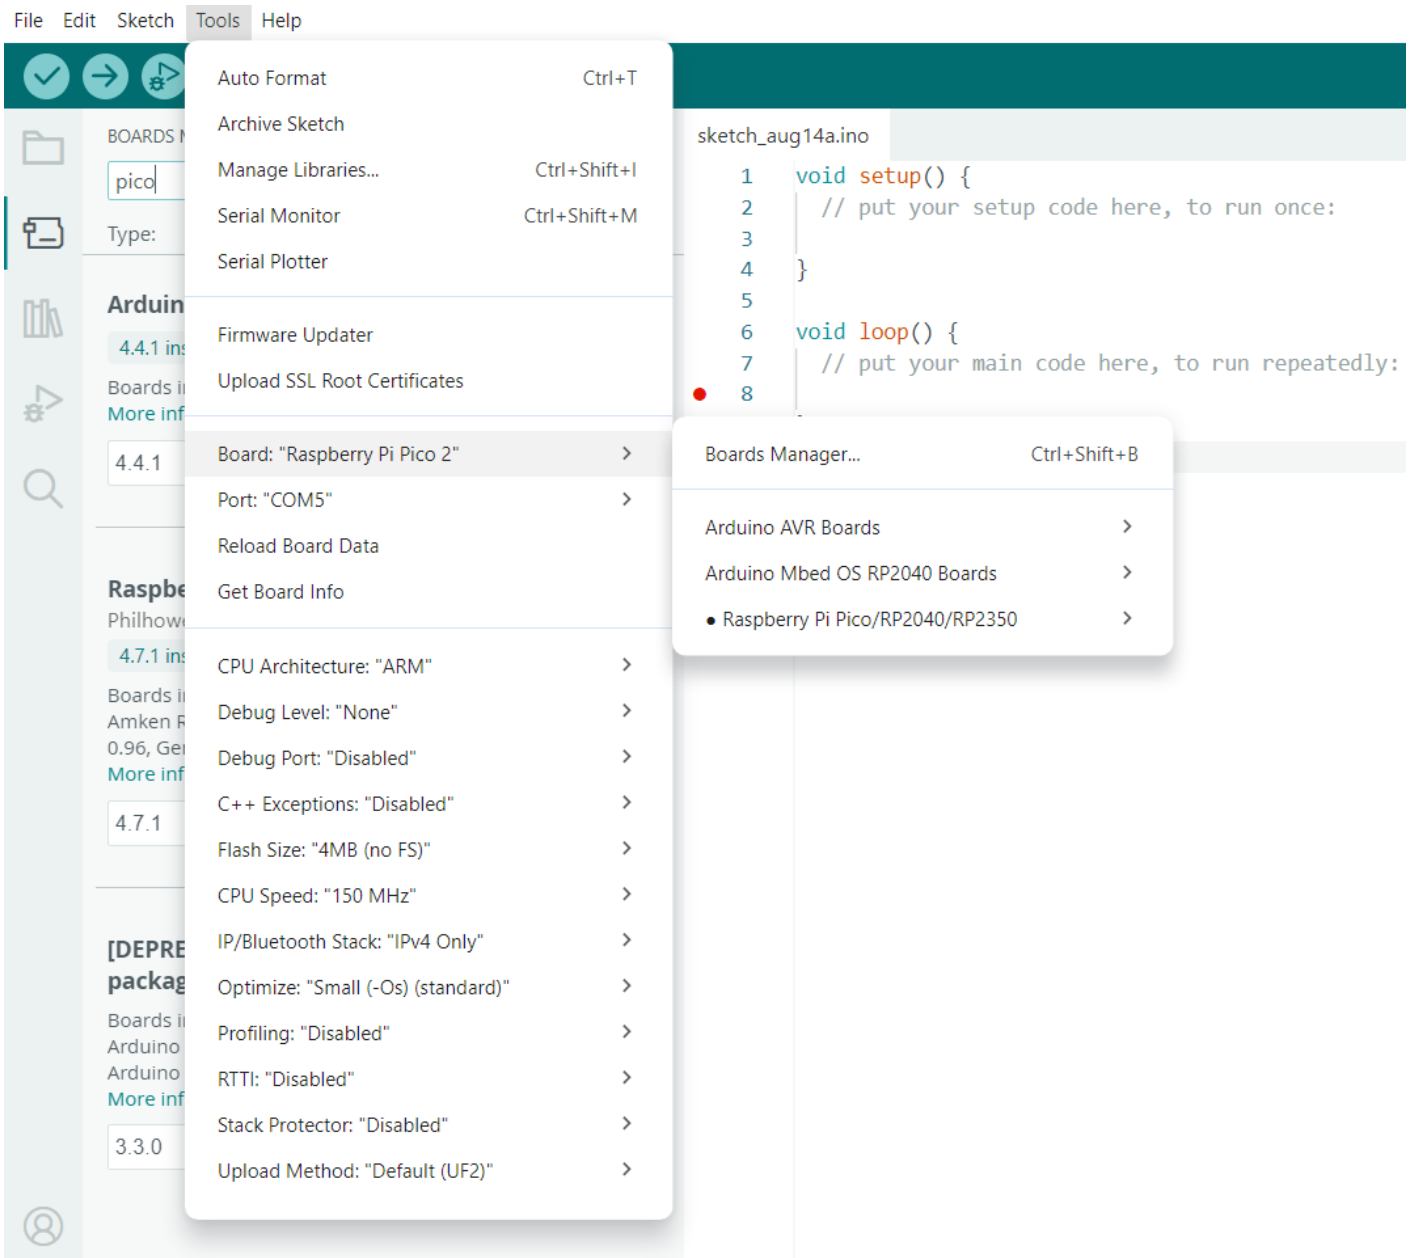 File Edit Sketch Tools Help
BOARDS
pico
Type:
4.4.1
Boards
More
4.4.1
4.7.1
Boards
Amken
0.96,
More
4.7.1
Boards
Arduino
Arduino
More
3.3.0
Auto Format Ctrl+T
Archive Sketch
Manage Libraries... Ctrl+Shift+I
Serial Monitor Ctrl+Shift+M
Serial Plotter
Firmware Updater
Upload SSL Root Certificates
Board: "Raspberry Pi Pico 2"
Port: "COM5"
Reload Board Data
Get Board Info
CPU Architecture: "ARM"
Debug Level: "None"
Debug Port: "Disabled"
C++ Exceptions: "Disabled"
Flash Size: "4MB (no FS)"
CPU Speed: "150 MHz"
IP/Bluetooth Stack: "IPv4 Only"
Optimize: "Small (-Os) (standard)"
Profiling: "Disabled"
RTTI: "Disabled"
Stack Protector: "Disabled"
Upload Method: "Default (UF2)"
Boards Manager... Ctrl+Shift+B
Arduino AVR Boards
Arduino Mbed OS RP2040 Boards
● Raspberry Pi Pico/RP2040/RP2350
sketch_aug14a.ino
1 void setup() {
2 // put your setup code here, to run once:
3
4 }
5
6 void loop() {
7 // put your main code here, to run repeatedly:
8